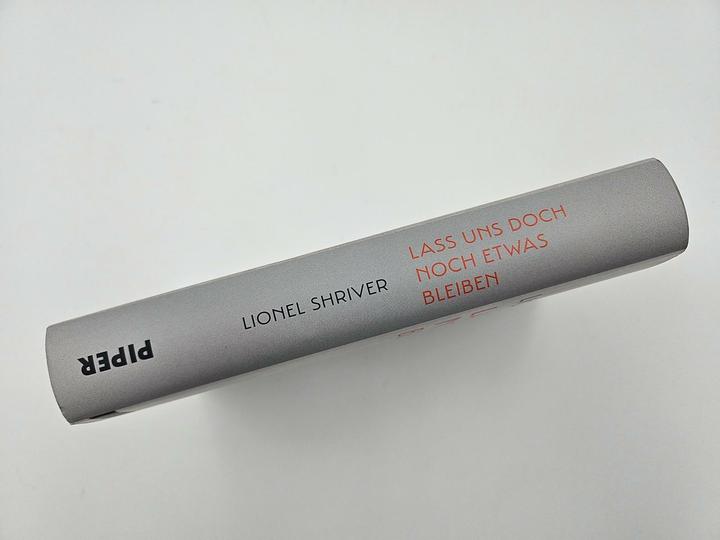 LIONEL SHRIVER
LASS UNS DOCH
NOCH ETWAS
BLEIBEN
PIPER